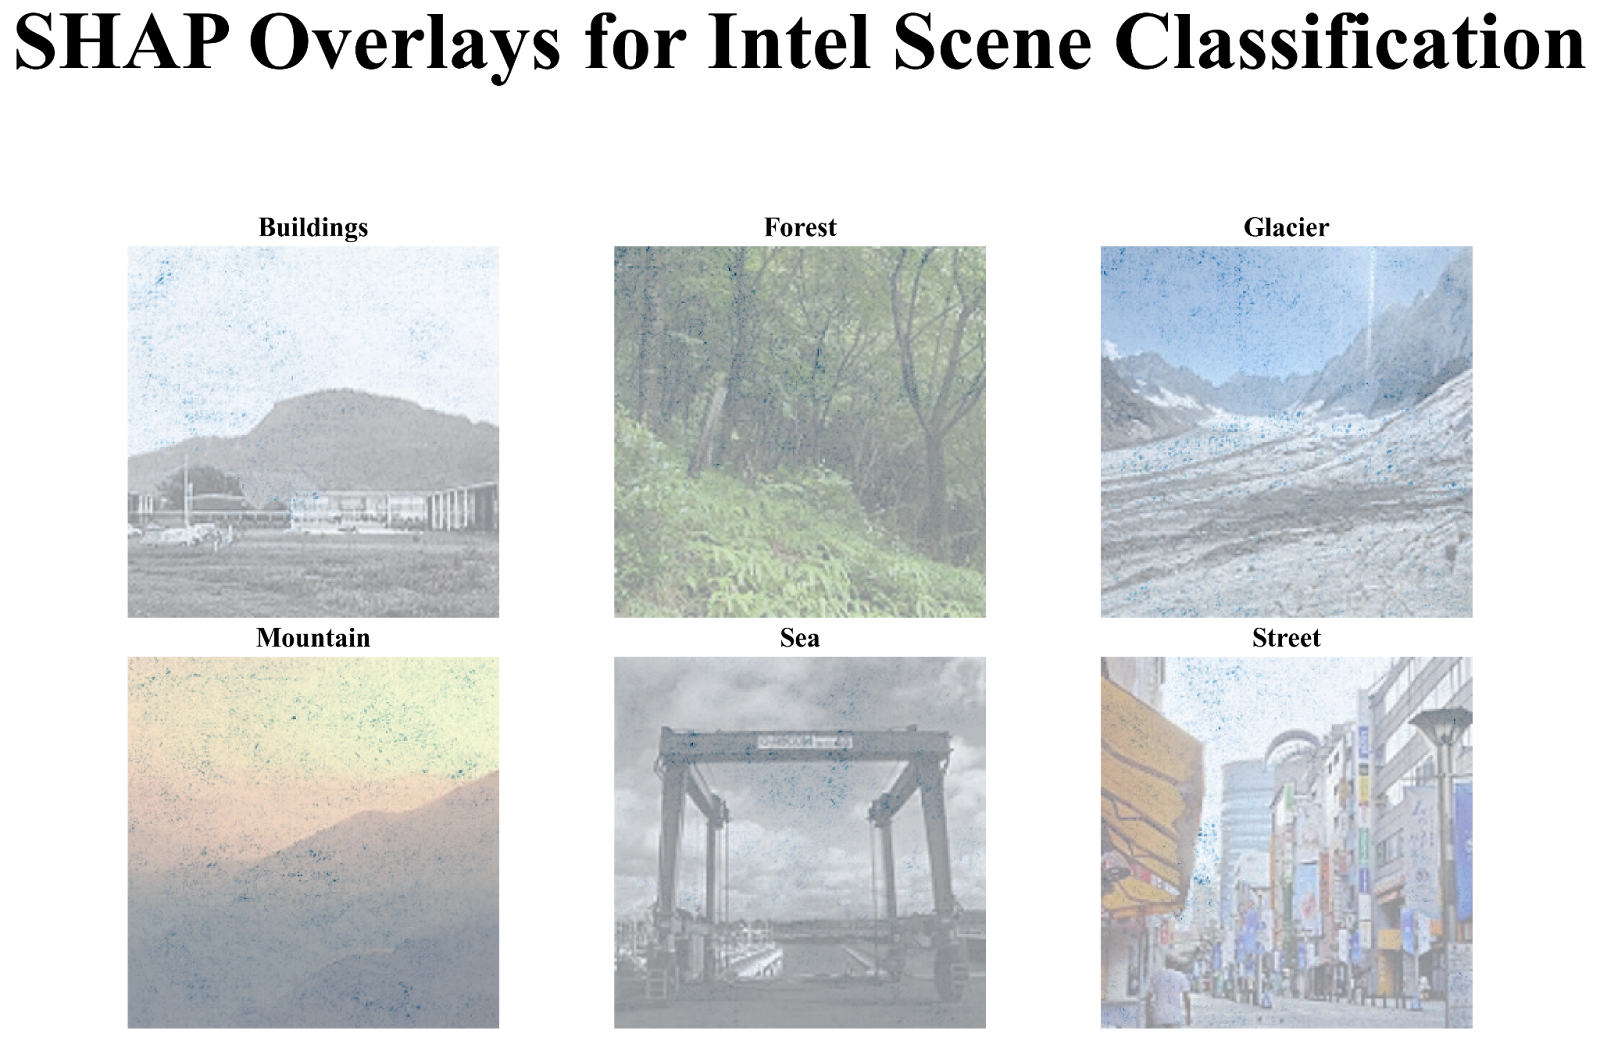 SHAP Overlays for Intel Scene Classification
Buildings
Forest
Glacier
Mountain
Sea
Street